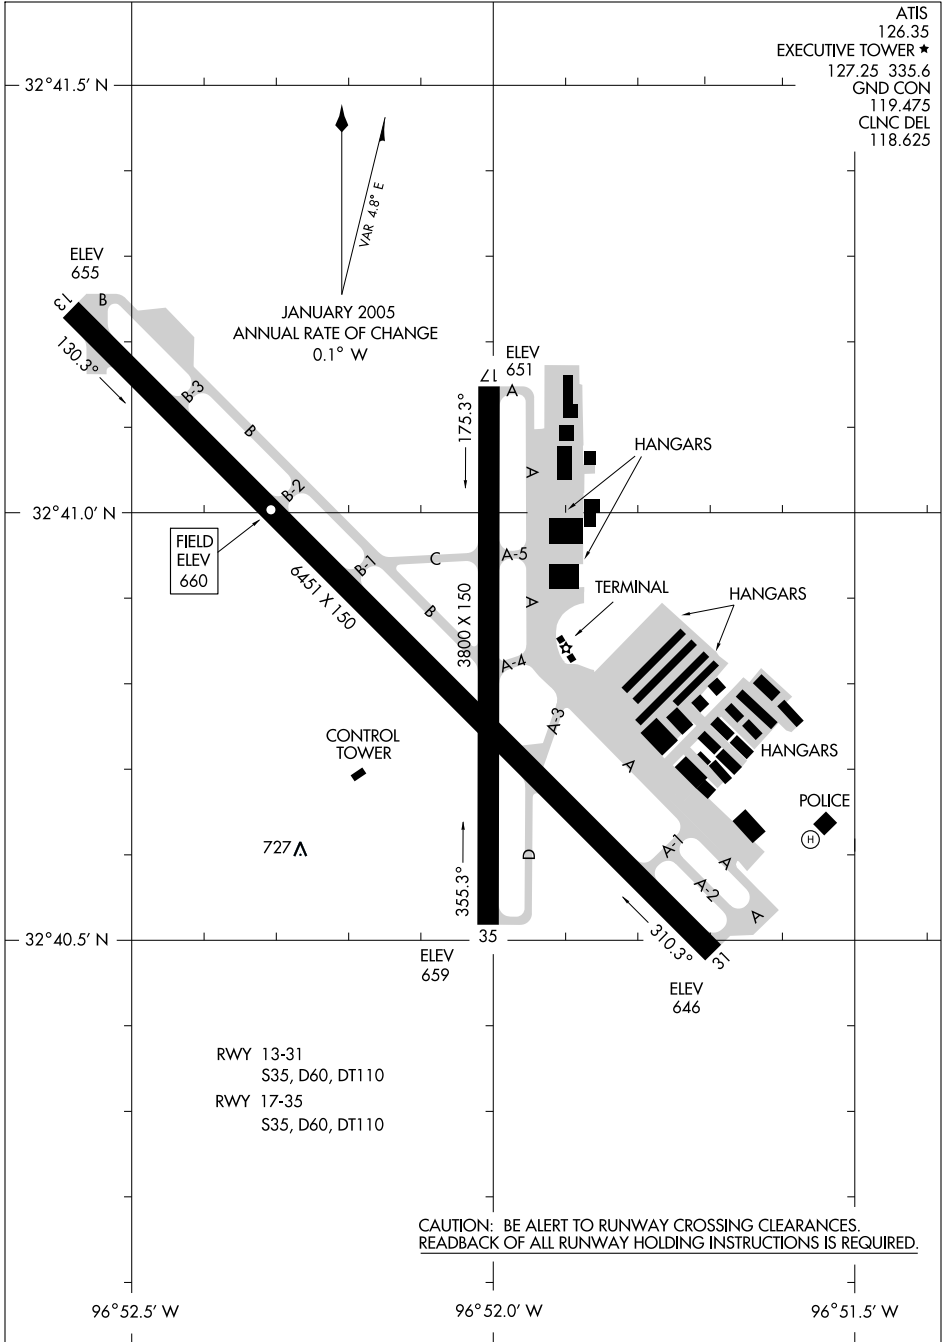 ATIS
126.35
EXECUTIVE TOWER ★
127.25 335.6
GND CON
119.475
CLNC DEL
118.625
32°41.5' N
VAR 4.8° E
JANUARY 2005
ANNUAL RATE OF CHANGE
0.1° W
ELEV
655
13
B
130.3°
B-3
B
B-2
ELEV
651
17
A
175.3°
A
HANGARS
32°41.0' N
FIELD
ELEV
660
6451 X 150
B-1
C
B
A-5
A
3800 X 150
A-4
TERMINAL
HANGARS
A-3
A
HANGARS
CONTROL
TOWER
POLICE
H
727
355.3°
D
A-1
A
A-2
A
32°40.5' N
35
310.3°
31
ELEV
659
ELEV
646
RWY 13-31
S35, D60, DT110
RWY 17-35
S35, D60, DT110
CAUTION: BE ALERT TO RUNWAY CROSSING CLEARANCES.
READBACK OF ALL RUNWAY HOLDING INSTRUCTIONS IS REQUIRED.
96°52.5' W
96°52.0' W
96°51.5' W